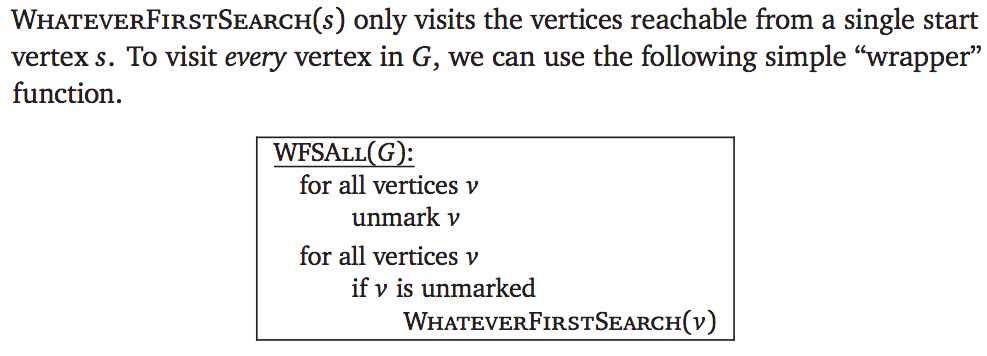 WHATEVERFIRSTSEARCH(s) only visits the vertices reachable from a single start
vertex s. To visit every vertex in G, we can use the following simple “wrapper”
function.
WFSALL(G):
for all vertices v
unmark v
for all vertices v
if v is unmarked
WHATEVERFIRSTSEARCH(v)